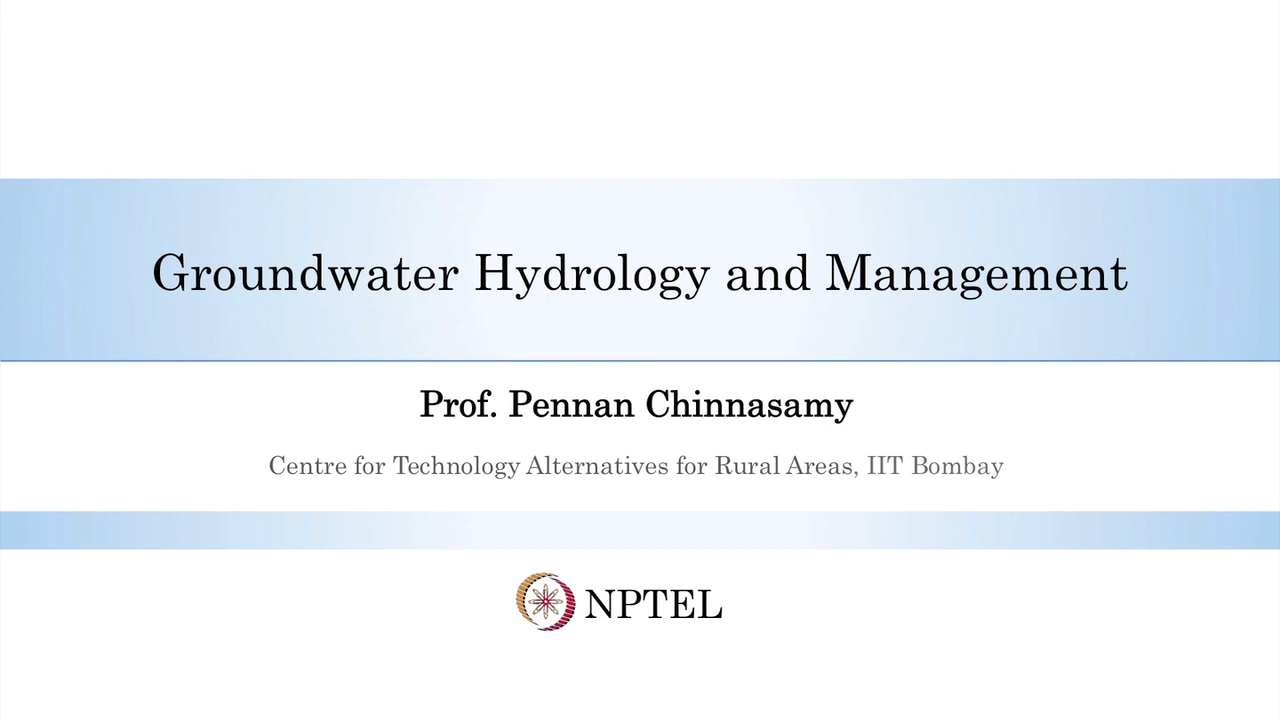 Groundwater Hydrology and Management
Prof. Pennan Chinnasamy
Centre for Technology Alternatives for Rural Areas, IIT Bombay
NPTEL